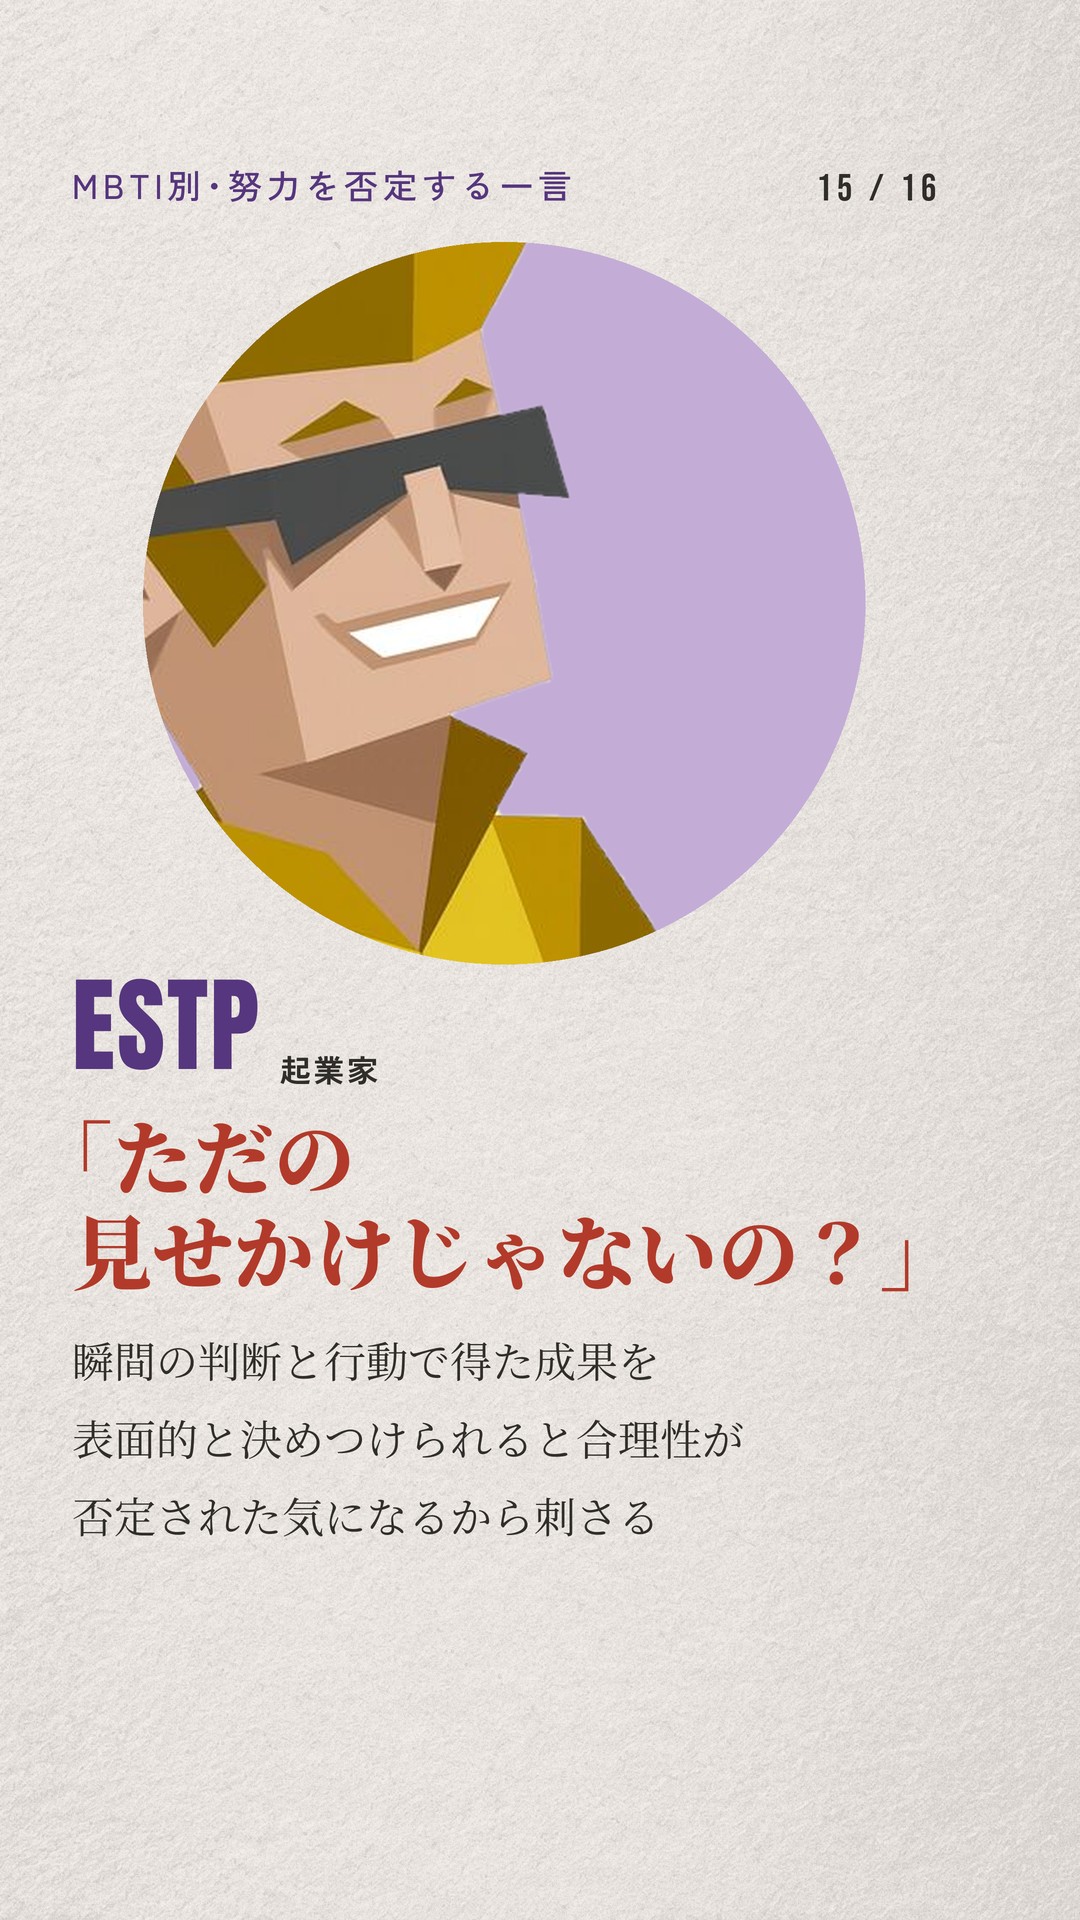 MBTI別・努力を否定する一言
15 / 16
ESTP
起業家
「ただの
見せかけじゃないの？」
瞬間の判断と行動で得た成果を
表面的と決めつけられると合理性が
否定された気になるから刺さる